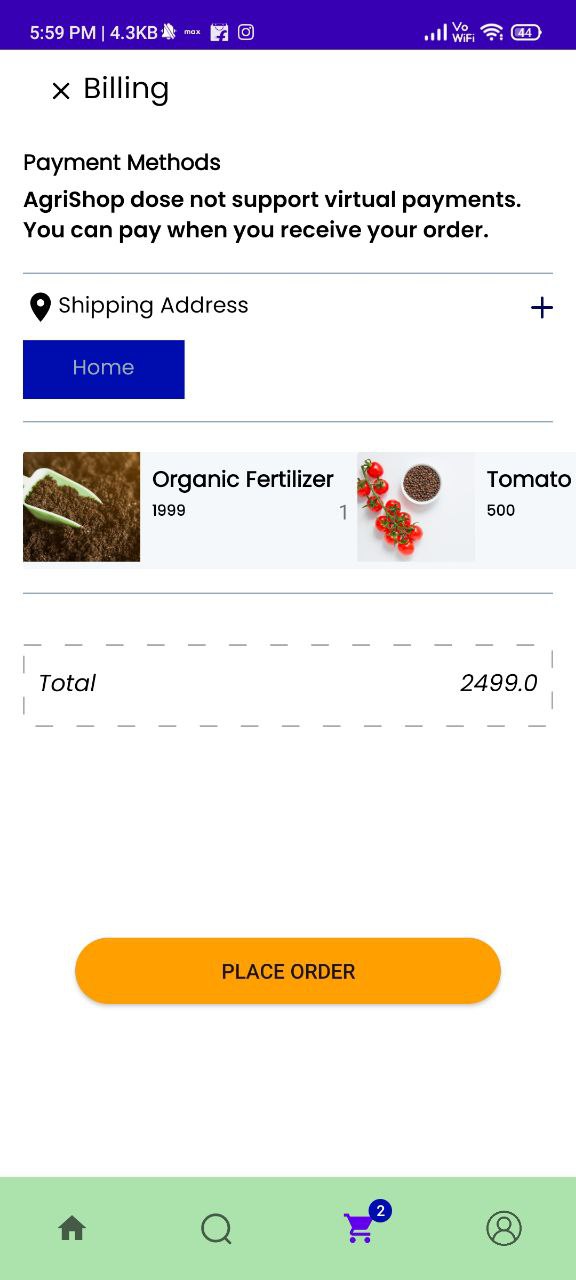 5:59 PM | 4.3KB max Vo WiFi 44
Billing
Payment Methods
AgriShop dose not support virtual payments.
You can pay when you receive your order.
Shipping Address
Home
Organic Fertilizer
1999
1
Tomato
500
Total 2499.0
PLACE ORDER
2